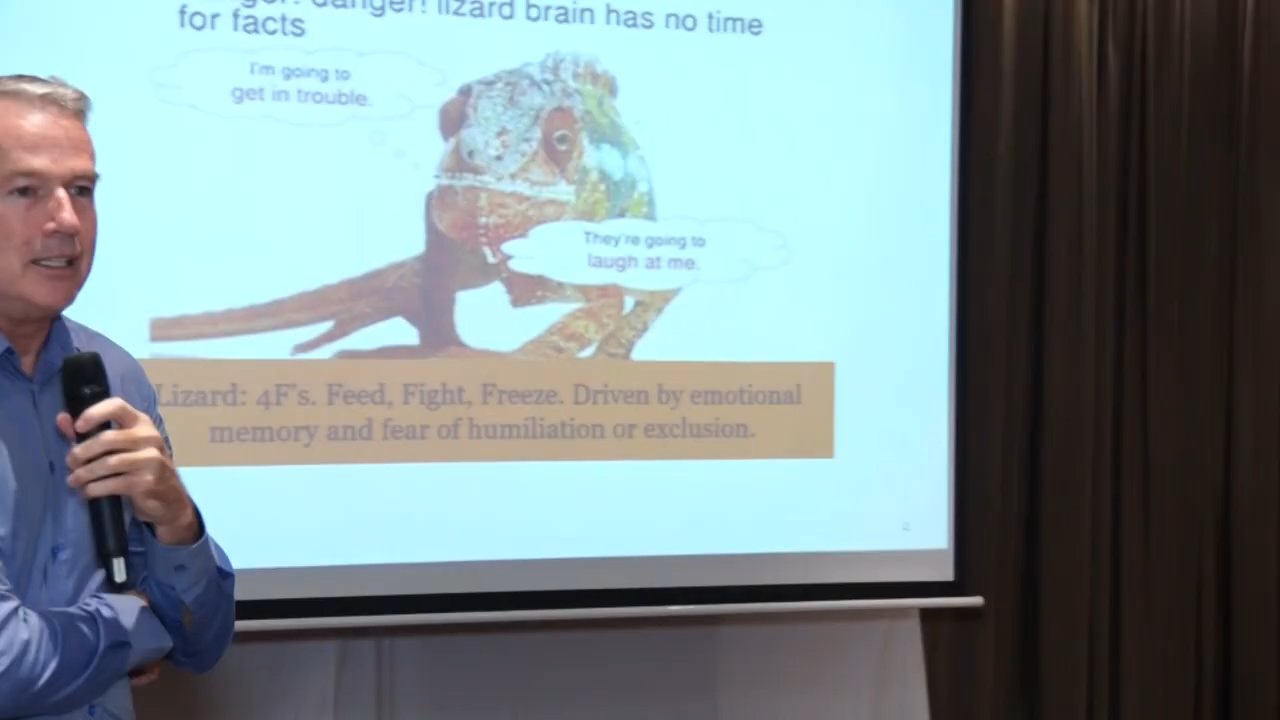 danger! lizard brain has no time
for facts
I'm going to
get in trouble.
They're going to
laugh at me.
Lizard: 4F's. Feed, Fight, Freeze. Driven by emotional
memory and fear of humiliation or exclusion.
2